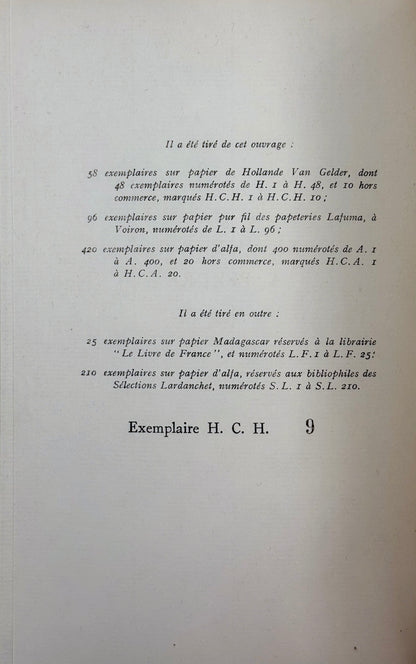 Il a été tiré de cet ouvrage :
58 exemplaires sur papier de Hollande Van Gelder, dont
48 exemplaires numérotés de H. 1 à H. 48, et 10 hors
commerce, marqués H. C. H. 1 à H. C. H. 10 ;
96 exemplaires sur papier pur fil des papeteries Lafuma, à
Voiron, numérotés de L. 1 à L. 96 ;
420 exemplaires sur papier d'alfa, dont 400 numérotés de A. 1
à A. 400, et 20 hors commerce, marqués H. C. A. 1
à H. C. A. 20.
Il a été tiré en outre :
25 exemplaires sur papier Madagascar réservés à la librairie
" Le Livre de France ", et numérotés L. F. 1 à L. F. 25 ;
210 exemplaires sur papier d'alfa, réservés aux bibliophiles des
Sélections Lardanchet, numérotés S. L. 1 à S. L. 210.
Exemplaire H. C. H. 9